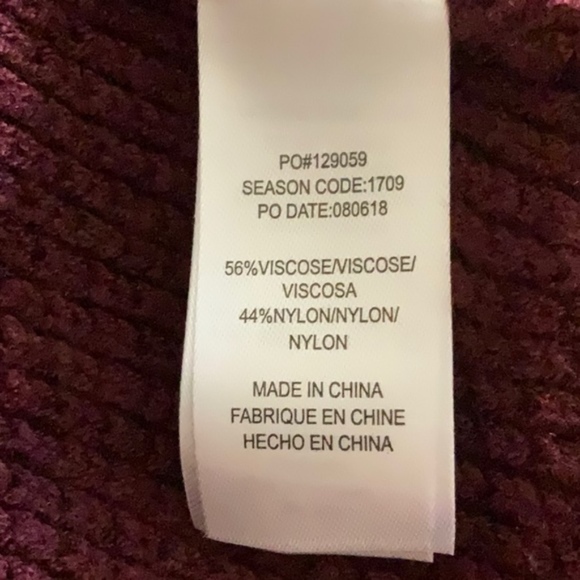 PO#129059
SEASON CODE:1709
PO DATE:080618
56%VISCOSE/VISCOSE/
VISCOSA
44%NYLON/NYLON/
NYLON
MADE IN CHINA
FABRIQUE EN CHINE
HECHO EN CHINA